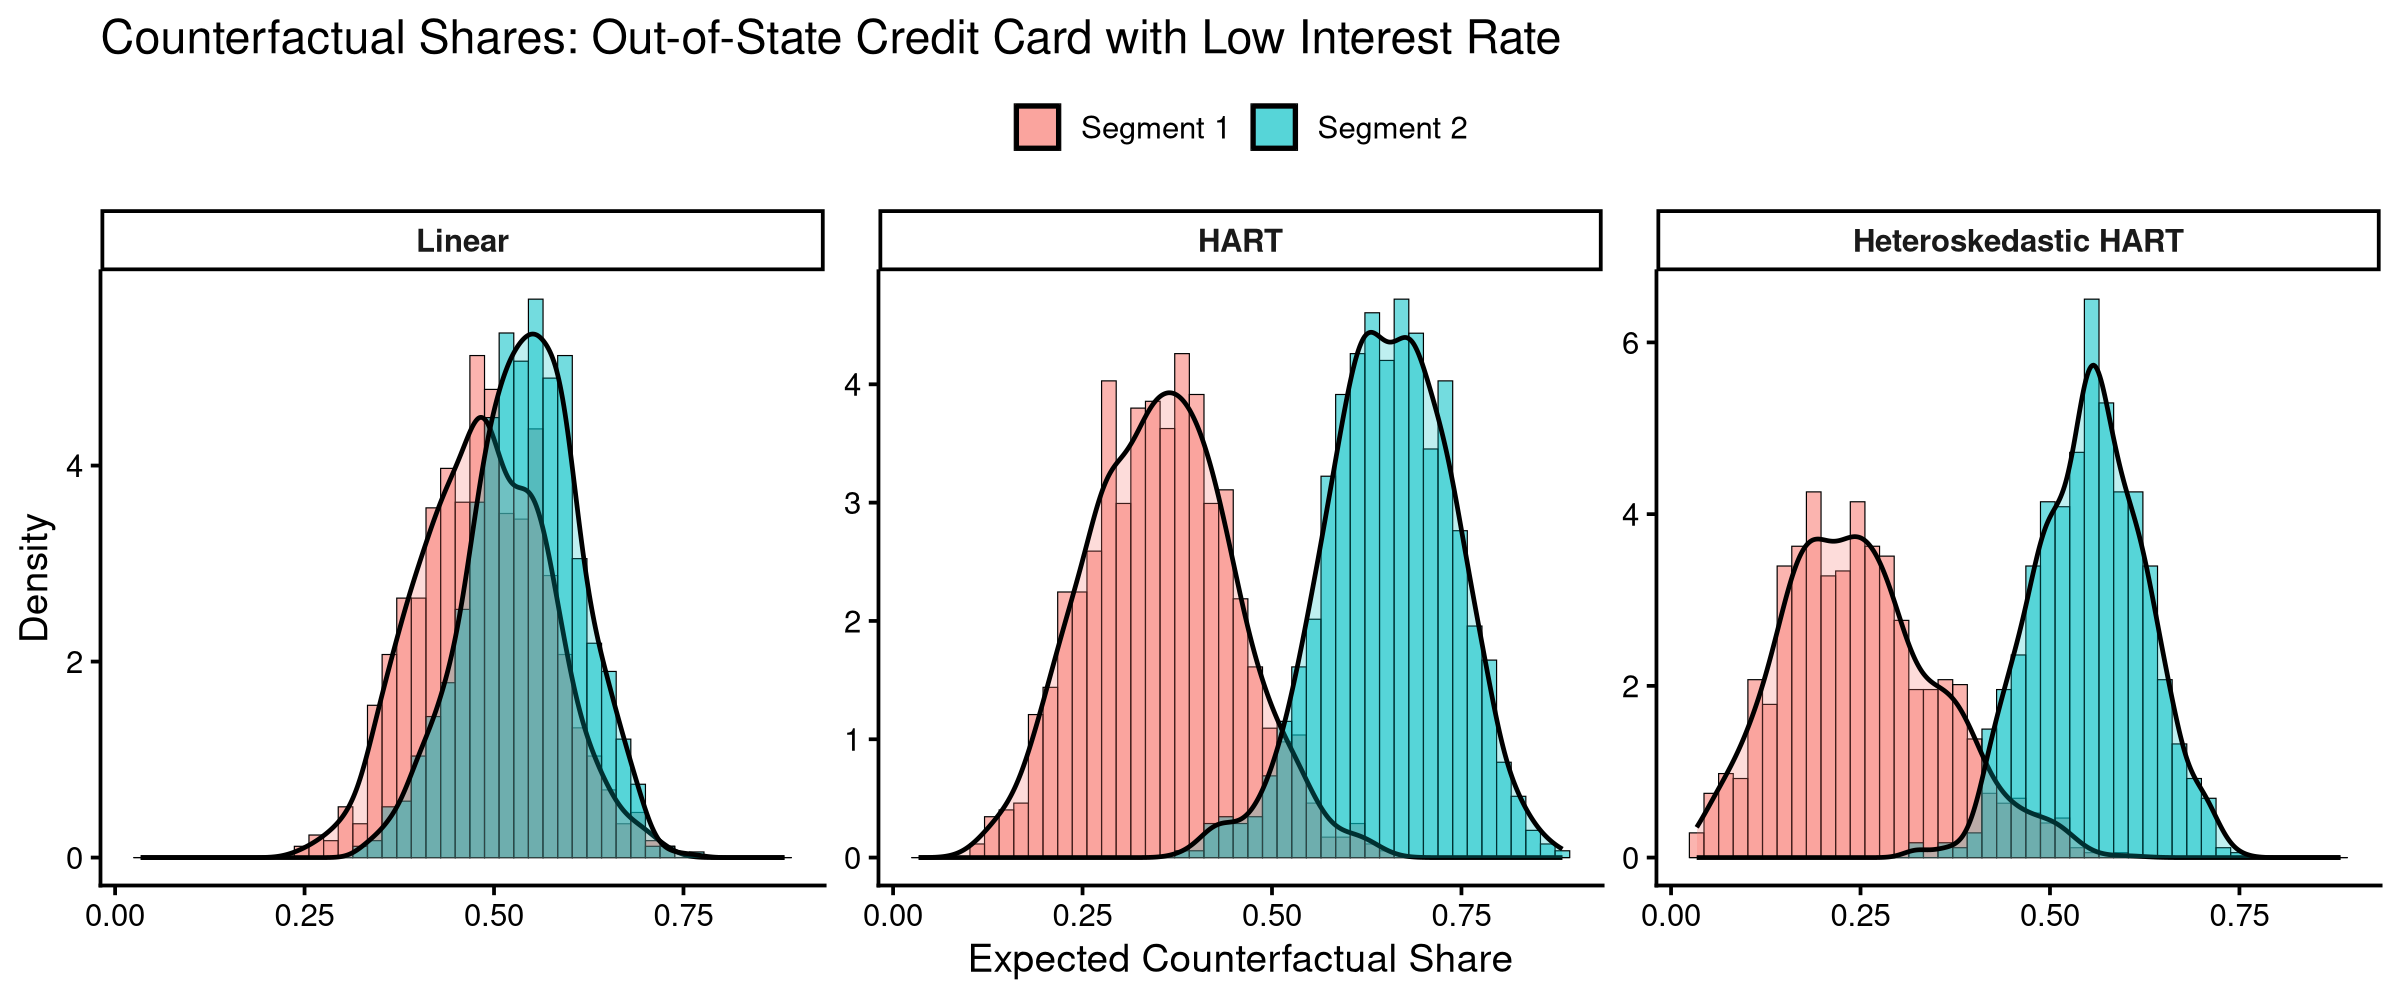 Counterfactual Shares: Out-of-State Credit Card with Low Interest Rate
Segment 1 Segment 2
Linear HART Heteroskedastic HART
Density
4
2
0
4
3
2
1
0
6
4
2
0
0.00 0.25 0.50 0.75 0.00 0.25 0.50 0.75 0.00 0.25 0.50 0.75
Expected Counterfactual Share